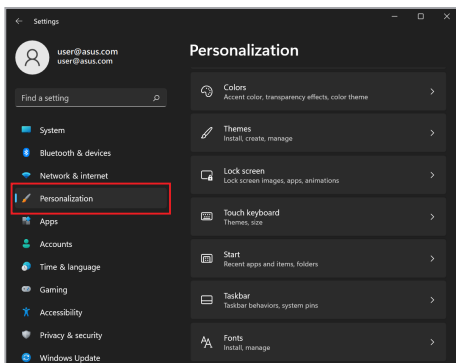 Settings
user@asus.com
user@asus.com
Find a setting
System
Bluetooth & devices
Network & internet
Personalization
Apps
Accounts
Time & language
Gaming
Accessibility
Privacy & security
Windows Update
Personalization
Colors
Accent color, transparency effects, color theme
Themes
Install, create, manage
Lock screen
Lock screen images, apps, animations
Touch keyboard
Themes, size
Start
Recent apps and items, folders
Taskbar
Taskbar behaviors, system pins
Fonts
Install, manage